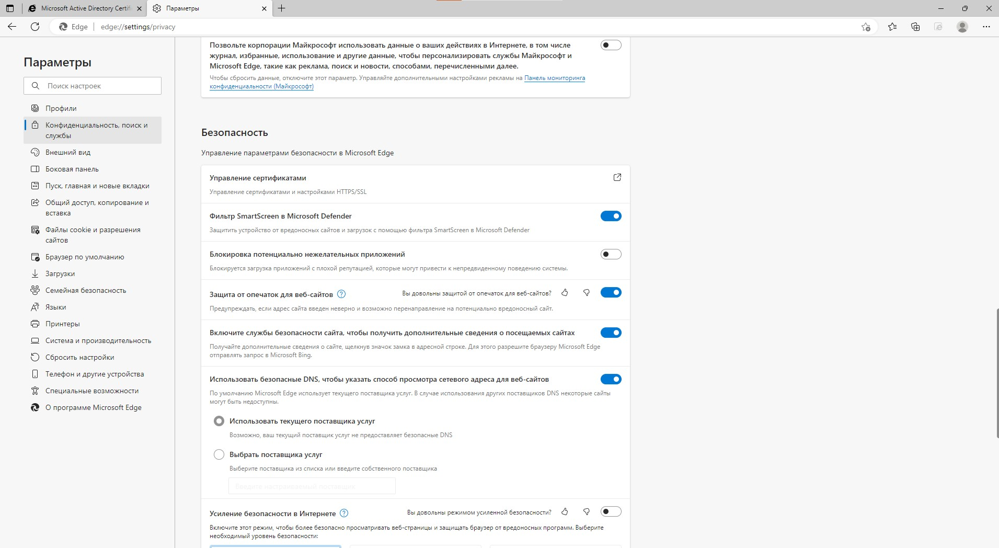 Microsoft Active Directory Certifi
Параметры
Edge
edge://settings/privacy
Параметры
Поиск настроек
Профили
Конфиденциальность, поиск и
службы
Внешний вид
Боковая панель
Пуск, главная и новые вкладки
Общий доступ, копирование и
вставка
Файлы cookie и разрешения
сайтов
Браузер по умолчанию
Загрузки
Семейная безопасность
Языки
Принтеры
Система и производительность
Сбросить настройки
Телефон и другие устройства
Специальные возможности
О программе Microsoft Edge
Позвольте корпорации Майкрософт использовать данные о ваших действиях в Интернете, в том числе
журнал, избранные, использование и другие данные, чтобы персонализировать службы Майкрософт и
Microsoft Edge, такие как реклама, поиск и новости, способами, перечисленными далее.
Чтобы сбросить данные, отключите этот параметр. Управляйте дополнительными настройками рекламы на Панель мониторинга
конфиденциальности (Майкрософт)
Безопасность
Управление параметрами безопасности в Microsoft Edge
Управление сертификатами
Управление сертификатами и настройками HTTPS/SSL
Фильтр SmartScreen в Microsoft Defender
Защитить устройство от вредоносных сайтов и загрузок с помощью фильтра SmartScreen в Microsoft Defender
Блокировка потенциально нежелательных приложений
Блокируется загрузка приложений с плохой репутацией, которые могут привести к непредвиденному поведению системы.
Защита от опечаток для веб-сайтов
Вы довольны защитой от опечаток для веб-сайтов?
Предупреждать, если адрес сайта введен неверно и возможно перенаправление на потенциально вредоносный сайт.
Включите службы безопасности сайта, чтобы получить дополнительные сведения о посещаемых сайтах
Получайте дополнительные сведения о сайте, щелкнув значок замка в адресной строке. Для этого разрешите браузеру Microsoft Edge
отправлять запрос в Microsoft Bing.
Использовать безопасные DNS, чтобы указать способ просмотра сетевого адреса для веб-сайтов
По умолчанию Microsoft Edge использует текущего поставщика услуг. В случае использования других поставщиков DNS некоторые сайты
могут быть недоступны.
Использовать текущего поставщика услуг
Возможно, ваш текущий поставщик услуг не предоставляет безопасные DNS
Выбрать поставщика услуг
Выберите поставщика из списка или введите собственного поставщика
Введите настраиваемый поставщик
Усиление безопасности в Интернете
Вы довольны режимом усиленной безопасности?
Включите этот режим, чтобы более безопасно просматривать веб-страницы и защищать браузер от вредоносных программ. Выберите
необходимый уровень безопасности: